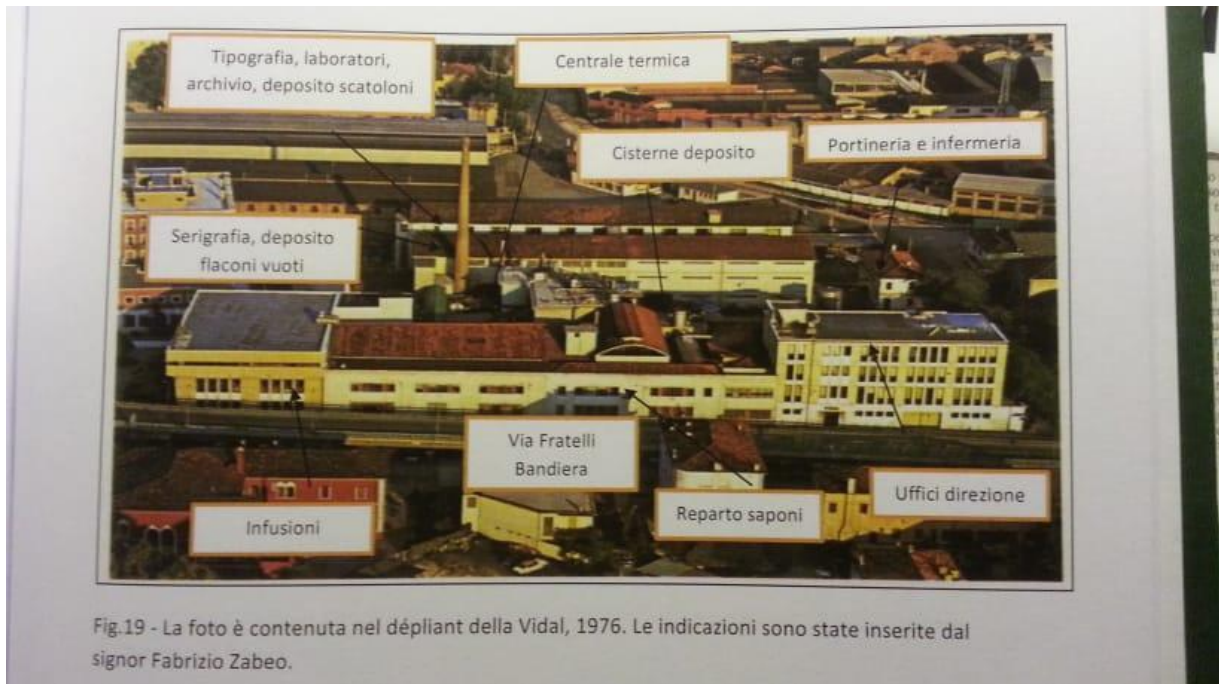 Tipografia, laboratori,
archivio, deposito scatoloni
Centrale termica
Cisterne deposito
Portineria e infermeria
Serigrafia, deposito
flaconi vuoti
Via Fratelli
Bandiera
Infusioni
Reparto saponi
Uffici direzione
Fig.19 - La foto è contenuta nel dépliant della Vidal, 1976. Le indicazioni sono state inserite dal
signor Fabrizio Zabeo.